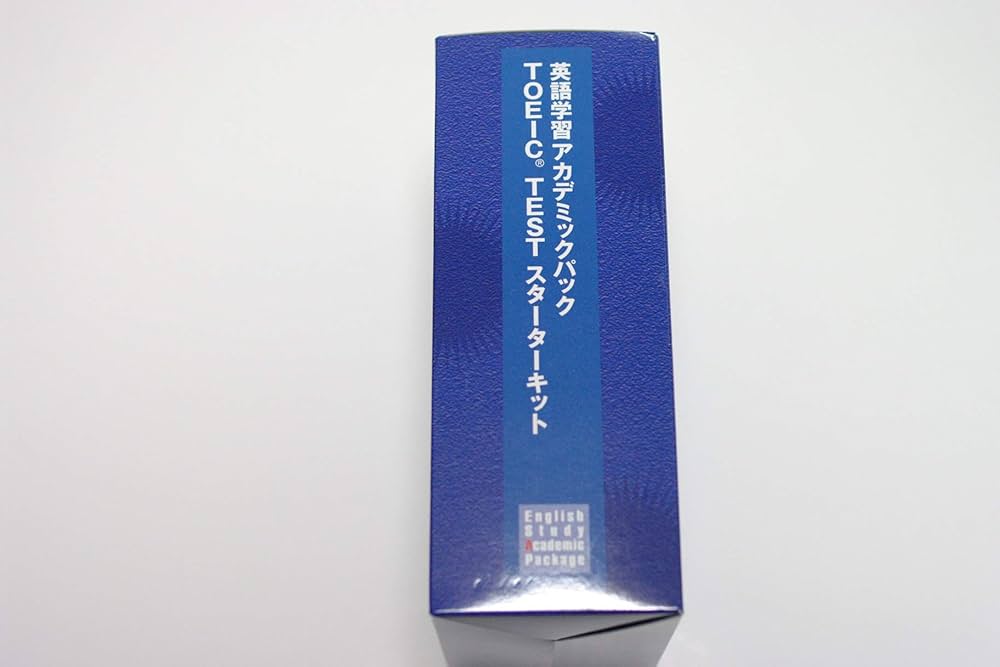 英語学習アカデミックパック
TOEIC® TEST スターターキット
English
Study
Academic
Package